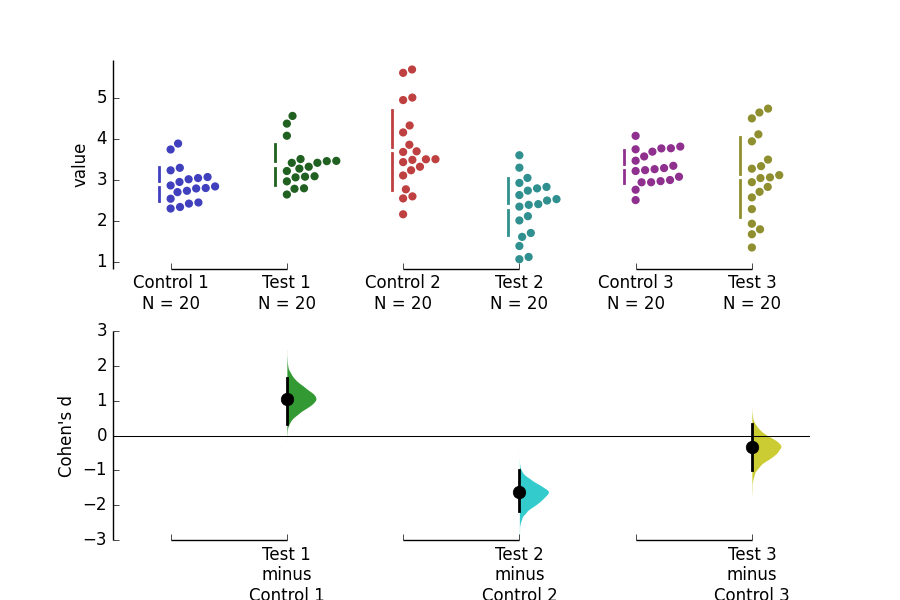 5
4
3
2
1
value
Control 1 Test 1 Control 2 Test 2 Control 3 Test 3
N = 20 N = 20 N = 20 N = 20 N = 20 N = 20
3
2
1
0
−1
−2
−3
Cohen's d
Test 1 Test 2 Test 3
minus minus minus
Control 1 Control 2 Control 3